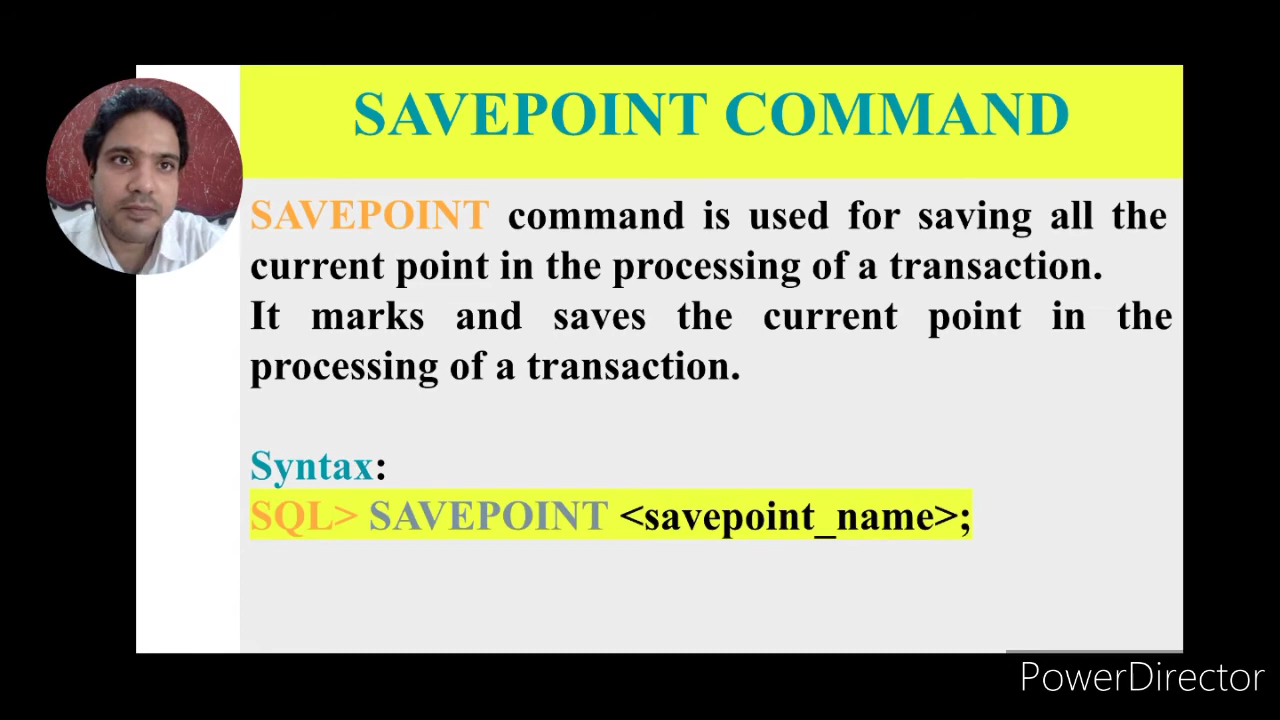 SAVEPOINT COMMAND
SAVEPOINT command is used for saving all the
current point in the processing of a transaction.
It marks and saves the current point in the
processing of a transaction.
Syntax:
SQL> SAVEPOINT <savepoint_name>;
PowerDirector